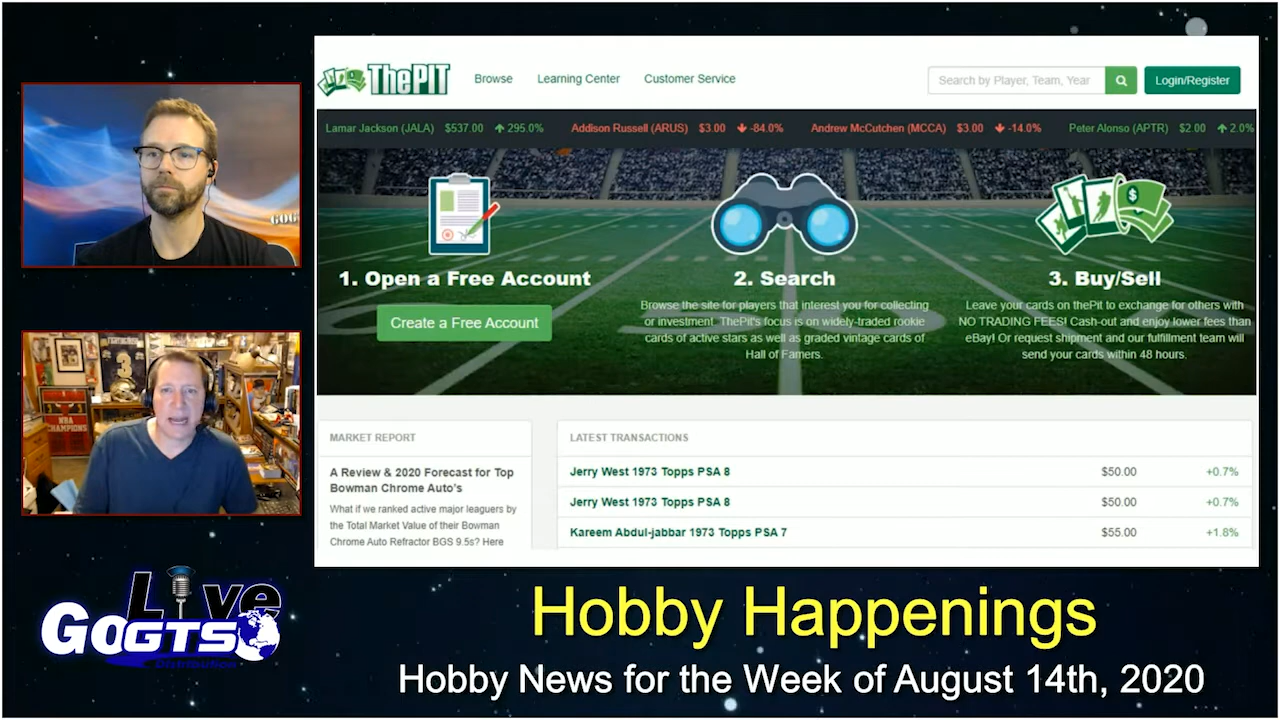 ThePIT
Browse
Learning Center
Customer Service
Search by Player, Team, Year
Login/Register
Lamar Jackson (JALA) $537.00 295.0%
Addison Russell (ARUS) $3.00 -84.0%
Andrew McCutchen (MCCA) $3.00 -14.0%
Peter Alonso (APTR) $2.00 2.0%
1. Open a Free Account
Create a Free Account
2. Search
Browse the site for players that interest you for collecting
or investment. ThePit's focus is on widely-traded rookie
cards of active stars as well as graded vintage cards of
Hall of Famers.
3. Buy/Sell
Leave your cards on thePit to exchange for others with
NO TRADING FEES! Cash-out and enjoy lower fees than
eBay! Or request shipment and our fulfillment team will
send your cards within 48 hours.
MARKET REPORT
A Review & 2020 Forecast for Top
Bowman Chrome Auto's
What if we ranked active major leaguers by
the Total Market Value of their Bowman
Chrome Auto Refractor BGS 9.5s? Here
LATEST TRANSACTIONS
Jerry West 1973 Topps PSA 8 $50.00 +0.7%
Jerry West 1973 Topps PSA 8 $50.00 +0.7%
Kareem Abdul-jabbar 1973 Topps PSA 7 $55.00 +1.8%
GOG
3
NBA
CHAMPIONS
Live
GoGTS
Distribution
Hobby Happenings
Hobby News for the Week of August 14th, 2020